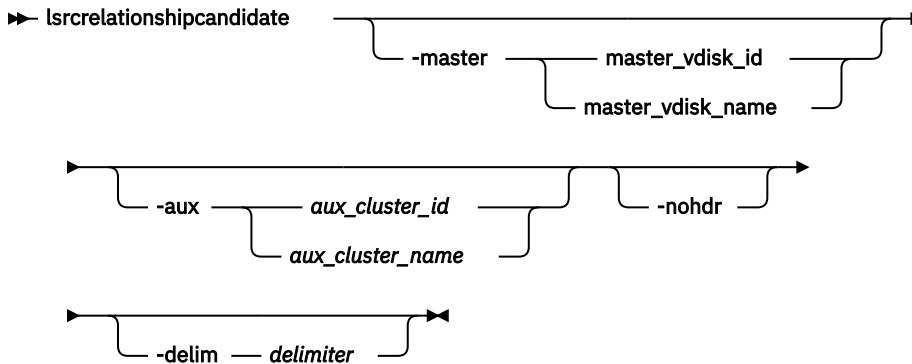 lsrcrelationshipcandidate
-master master_vdisk_id
master_vdisk_name
-aux aux_cluster_id -nohdr
aux_cluster_name
-delim delimiter